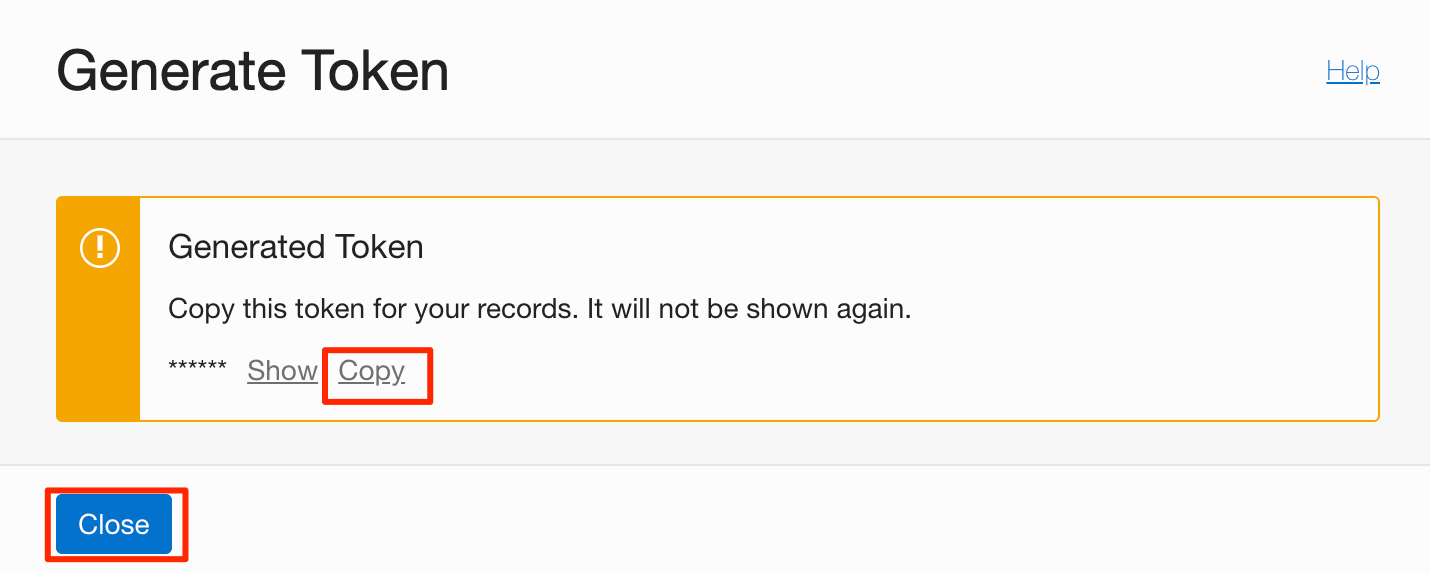 Generate Token
Help
Generated Token
Copy this token for your records. It will not be shown again.
****** Show Copy
Close